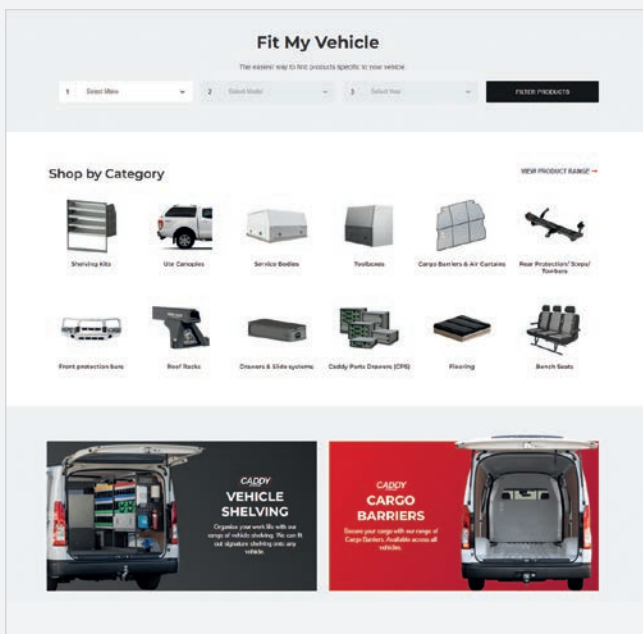 Fit My Vehicle
The easiest way to find products specific to your vehicle
1 Select Make
2 Select Model
3 Select Year
FILTER PRODUCTS
Shop by Category
VIEW PRODUCT RANGE →
Shelving Kits
Ute Canopies
Service Bodies
Toolboxes
Cargo Barriers & Air Curtains
Rear Protection/ Steps/
Towbars
Front protection bars
Roof Racks
Drawers & Slide systems
Caddy Parts Drawers (CPS)
Flooring
Bench Seats
CADDY
VEHICLE
SHELVING
Organise your work life with our
range of vehicle shelving. We can fit
out signature shelving onto any
vehicle.
CADDY
CARGO
BARRIERS
Secure your cargo with our range of
Cargo Barriers. Available across all
vehicles.